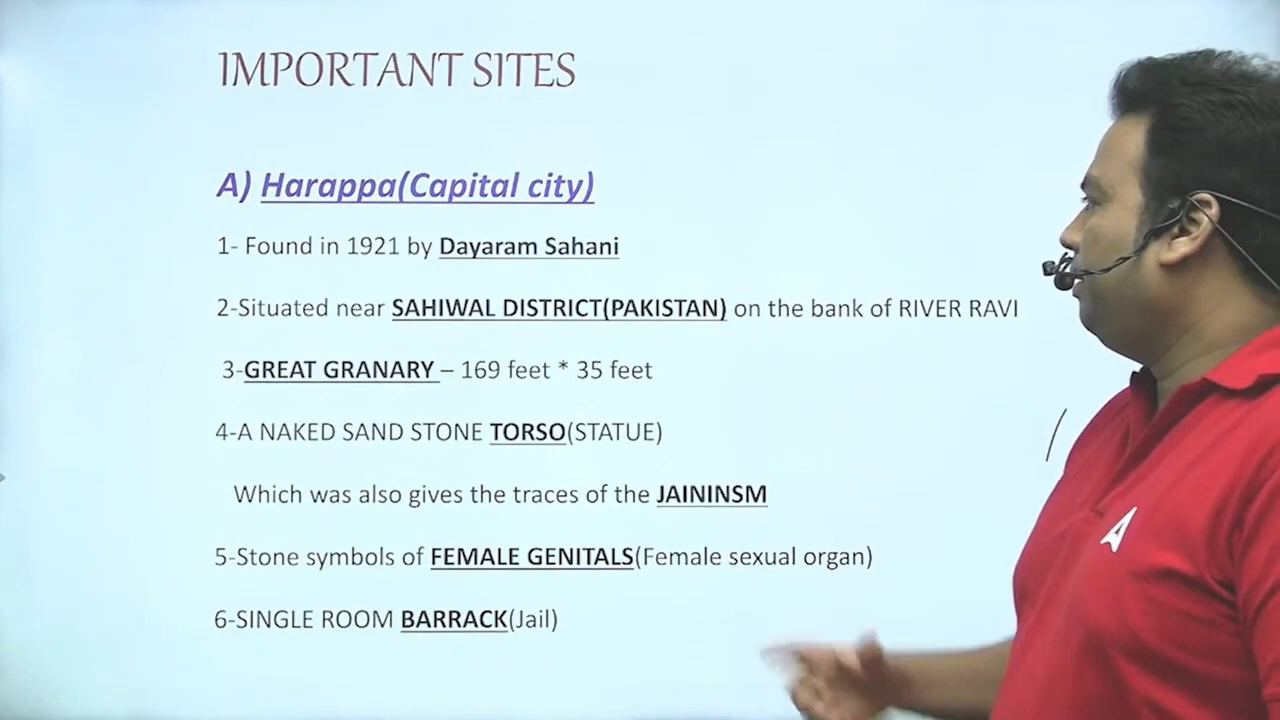 IMPORTANT SITES
A) Harappa(Capital city)
1- Found in 1921 by Dayaram Sahani
2-Situated near SAHIWAL DISTRICT(PAKISTAN) on the bank of RIVER RAVI
3-GREAT GRANARY – 169 feet * 35 feet
4-A NAKED SAND STONE TORSO(STATUE)
Which was also gives the traces of the JAININSM
5-Stone symbols of FEMALE GENITALS(Female sexual organ)
6-SINGLE ROOM BARRACK(Jail)